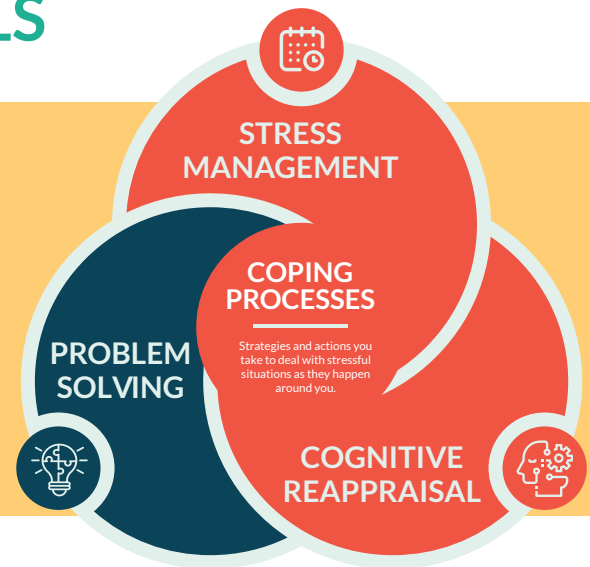 LS
STRESS
MANAGEMENT
COPING
PROCESSES
Strategies and actions you
take to deal with stressful
situations as they happen
around you.
PROBLEM
SOLVING
COGNITIVE
REAPPRAISAL